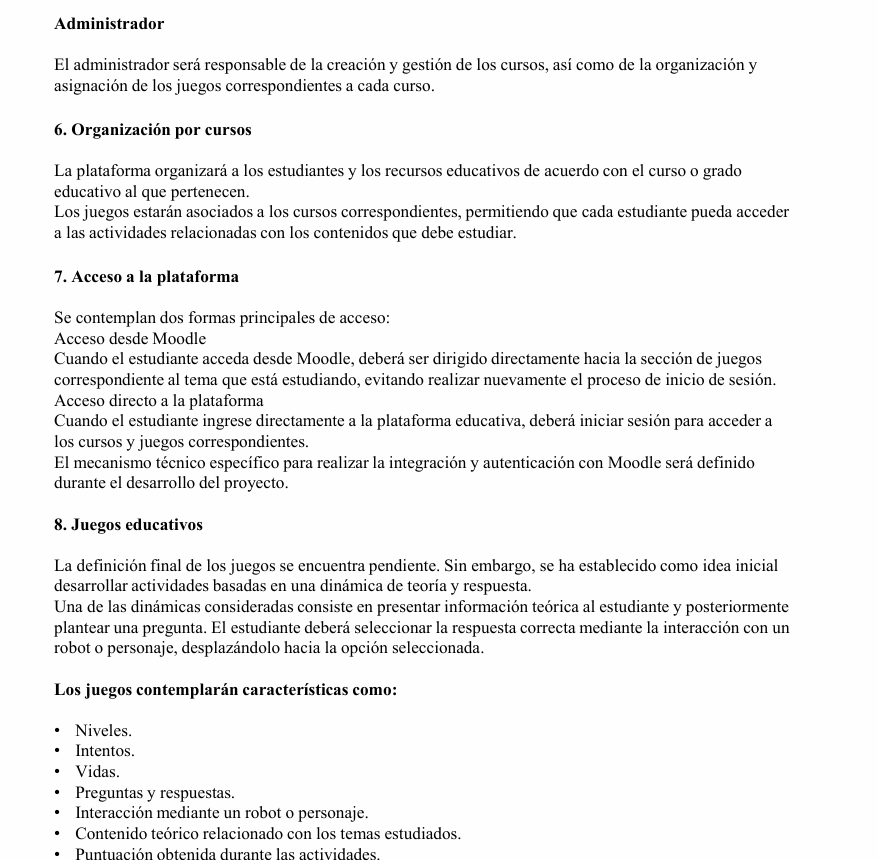 Administrador
El administrador será responsable de la creación y gestión de los cursos, así como de la organización y
asignación de los juegos correspondientes a cada curso.
6. Organización por cursos
La plataforma organizará a los estudiantes y los recursos educativos de acuerdo con el curso o grado
educativo al que pertenecen.
Los juegos estarán asociados a los cursos correspondientes, permitiendo que cada estudiante pueda acceder
a las actividades relacionadas con los contenidos que debe estudiar.
7. Acceso a la plataforma
Se contemplan dos formas principales de acceso:
Acceso desde Moodle
Cuando el estudiante acceda desde Moodle, deberá ser dirigido directamente hacia la sección de juegos
correspondiente al tema que está estudiando, evitando realizar nuevamente el proceso de inicio de sesión.
Acceso directo a la plataforma
Cuando el estudiante ingrese directamente a la plataforma educativa, deberá iniciar sesión para acceder a
los cursos y juegos correspondientes.
El mecanismo técnico específico para realizar la integración y autenticación con Moodle será definido
durante el desarrollo del proyecto.
8. Juegos educativos
La definición final de los juegos se encuentra pendiente. Sin embargo, se ha establecido como idea inicial
desarrollar actividades basadas en una dinámica de teoría y respuesta.
Una de las dinámicas consideradas consiste en presentar información teórica al estudiante y posteriormente
plantear una pregunta. El estudiante deberá seleccionar la respuesta correcta mediante la interacción con un
robot o personaje, desplazándolo hacia la opción seleccionada.
Los juegos contemplarán características como:
• Niveles.
• Intentos.
• Vidas.
• Preguntas y respuestas.
• Interacción mediante un robot o personaje.
• Contenido teórico relacionado con los temas estudiados.
• Puntuación obtenida durante las actividades.